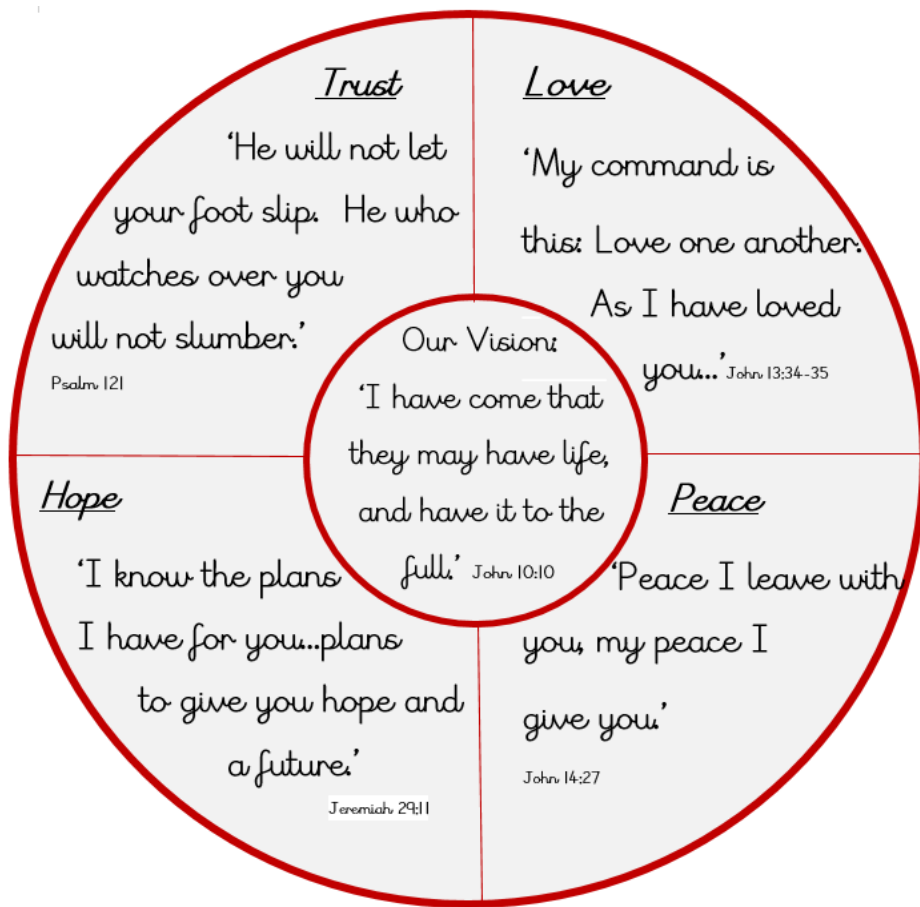 Trust
‘He will not let
your foot slip. He who
watches over you
will not slumber.’
Psalm 121
Love
‘My command is
this: Love one another.
As I have loved
you...’ John 13:34-35
Our Vision:
‘I have come that
they may have life,
and have it to the
full.’ John 10:10
Hope
‘I know the plans
I have for you...plans
to give you hope and
a future.’
Jeremiah 29:11
Peace
‘Peace I leave with
you, my peace I
give you.’
John 14:27